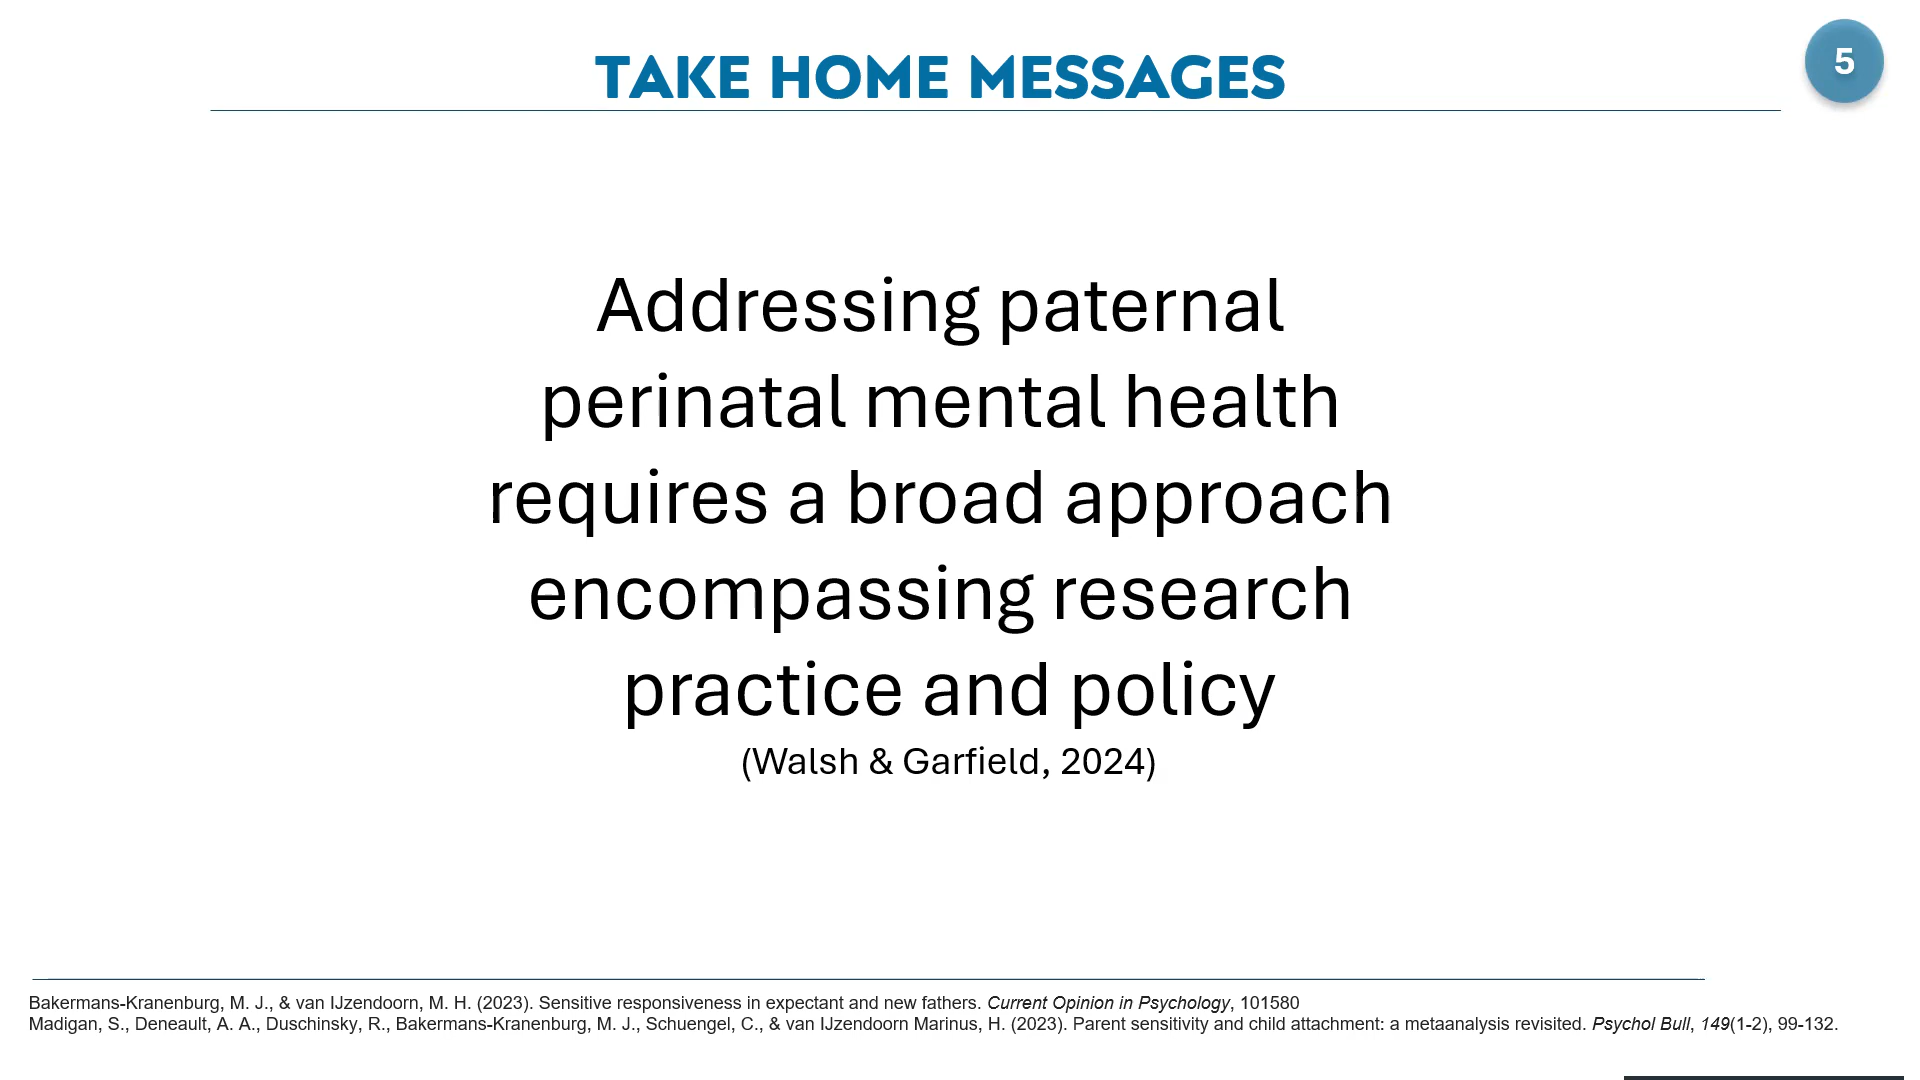 TAKE HOME MESSAGES
5
Addressing paternal
perinatal mental health
requires a broad approach
encompassing research
practice and policy
(Walsh & Garfield, 2024)
Bakermans-Kranenburg, M. J., & van IJzendoorn, M. H. (2023). Sensitive responsiveness in expectant and new fathers. Current Opinion in Psychology, 101580
Madigan, S., Deneault, A. A., Duschinsky, R., Bakermans-Kranenburg, M. J., Schuengel, C., & van IJzendoorn Marinus, H. (2023). Parent sensitivity and child attachment: a metaanalysis revisited. Psychol Bull, 149(1-2), 99-132.